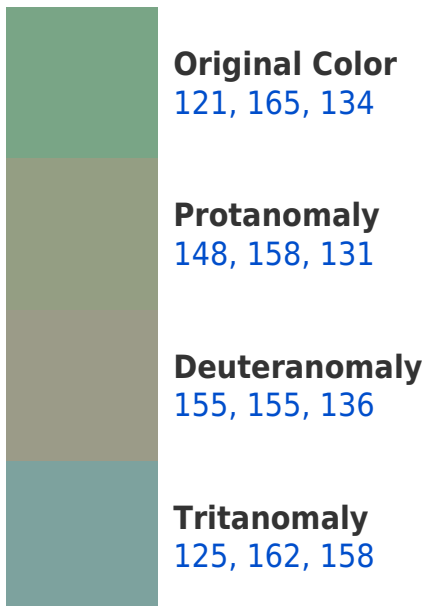 Original Color
121, 165, 134
Protanomaly
148, 158, 131
Deuteranomaly
155, 155, 136
Tritanomaly
125, 162, 158